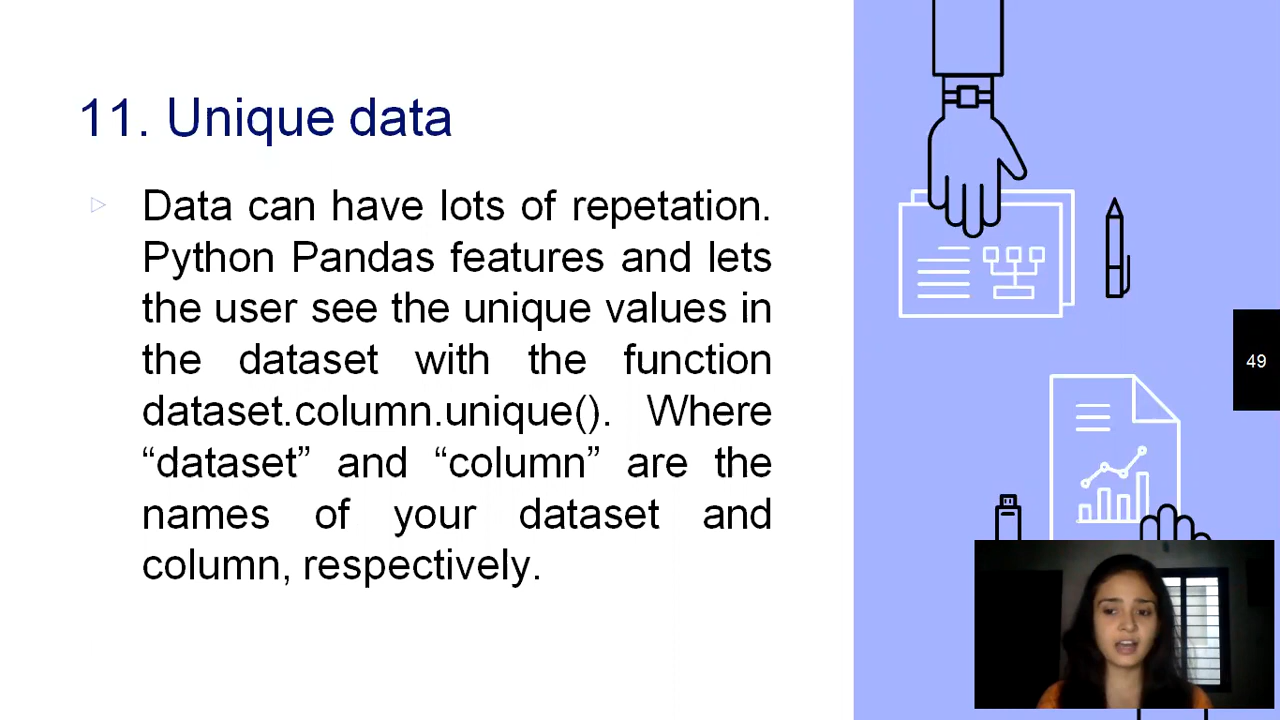 11. Unique data
Data can have lots of repetation.
Python Pandas features and lets
the user see the unique values in
the dataset with the function
dataset.column.unique(). Where
“dataset” and “column” are the
names of your dataset and
column, respectively.
49